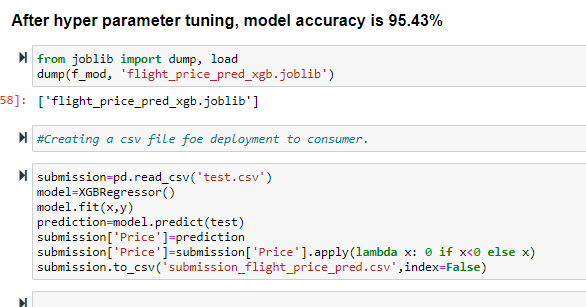 After hyper parameter tuning, model accuracy is 95.43%
from joblib import dump, load
dump(f_mod, 'flight_price_pred_xgb.joblib')
58]: ['flight_price_pred_xgb.joblib']
#Creating a csv file foe deployment to consumer.
submission=pd.read_csv('test.csv')
model=XGBRegressor()
model.fit(x,y)
prediction=model.predict(test)
submission['Price']=prediction
submission['Price']=submission['Price'].apply(lambda x: 0 if x<0 else x)
submission.to_csv('submission_flight_price_pred.csv',index=False)